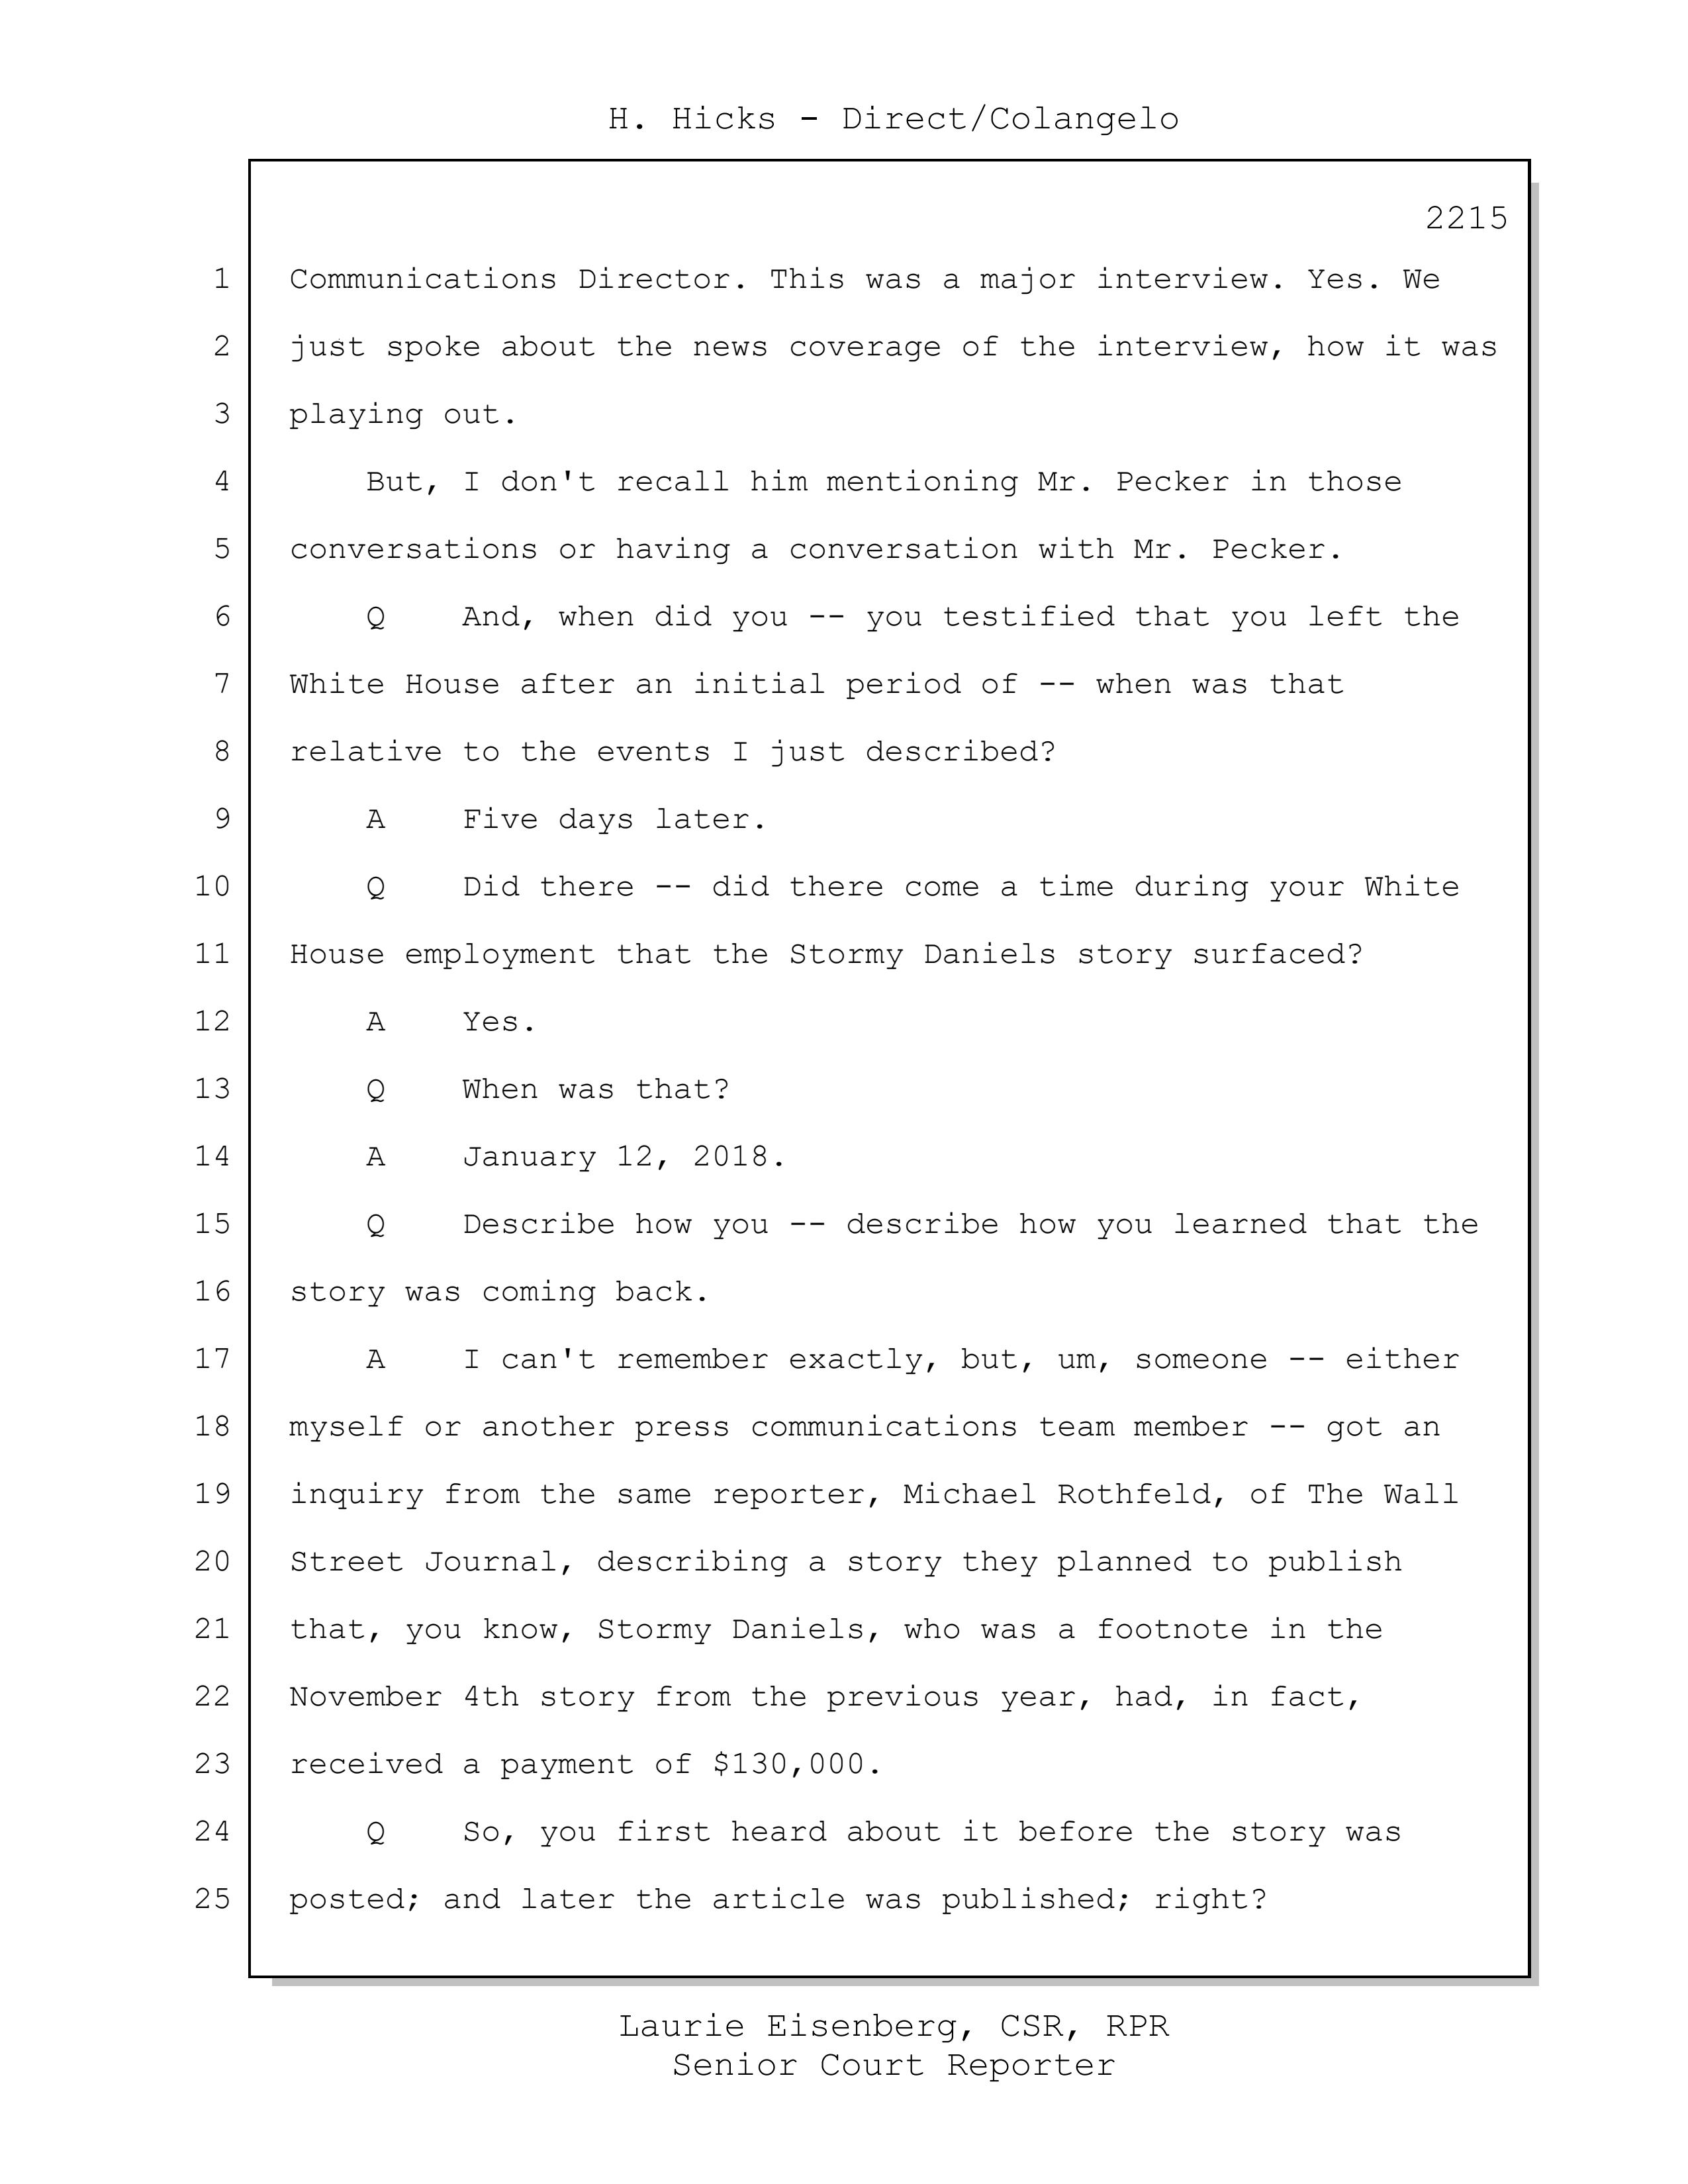 H. Hicks - Direct/Colangelo
2215
1 Communications Director. This was a major interview. Yes. We
2 just spoke about the news coverage of the interview, how it was
3 playing out.
4 But, I don't recall him mentioning Mr. Pecker in those
5 conversations or having a conversation with Mr. Pecker.
6 Q And, when did you -- you testified that you left the
7 White House after an initial period of -- when was that
8 relative to the events I just described?
9 A Five days later.
10 Q Did there -- did there come a time during your White
11 House employment that the Stormy Daniels story surfaced?
12 A Yes.
13 Q When was that?
14 A January 12, 2018.
15 Q Describe how you -- describe how you learned that the
16 story was coming back.
17 A I can't remember exactly, but, um, someone -- either
18 myself or another press communications team member -- got an
19 inquiry from the same reporter, Michael Rothfeld, of The Wall
20 Street Journal, describing a story they planned to publish
21 that, you know, Stormy Daniels, who was a footnote in the
22 November 4th story from the previous year, had, in fact,
23 received a payment of $130,000.
24 Q So, you first heard about it before the story was
25 posted; and later the article was published; right?
Laurie Eisenberg, CSR, RPR
Senior Court Reporter